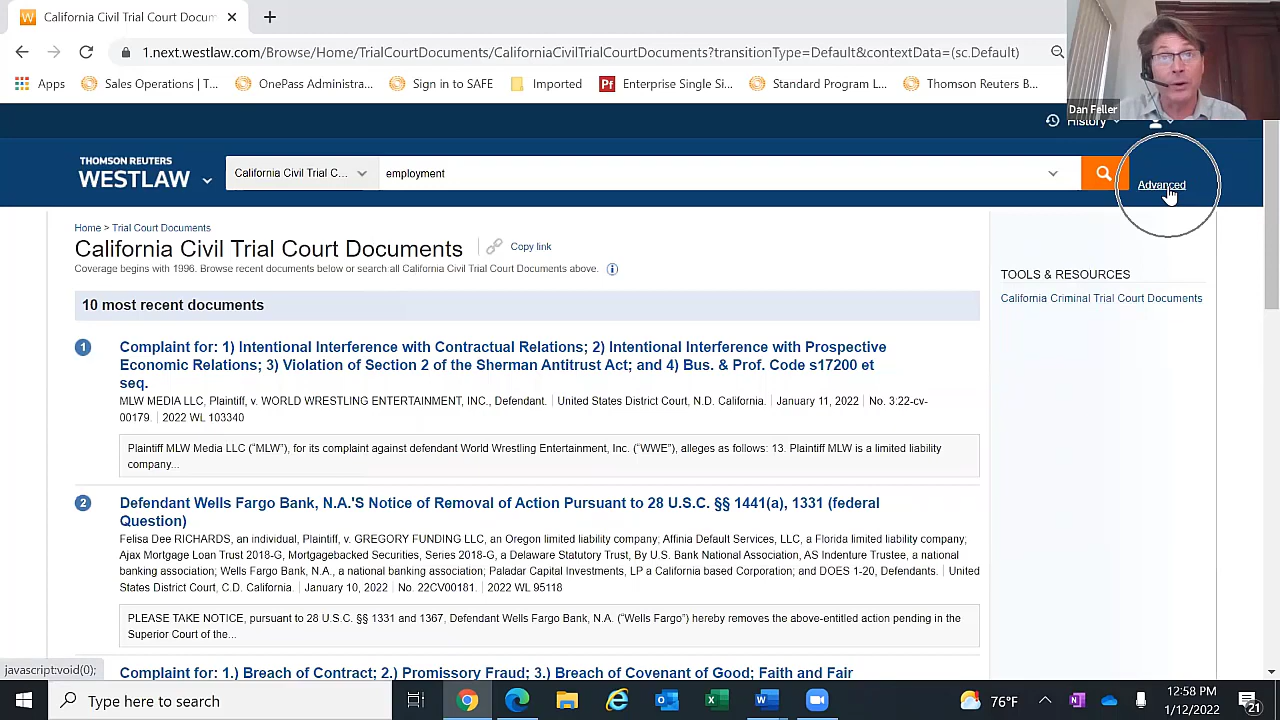 California Civil Trial Court Docum
1.next.westlaw.com/Browse/Home/TrialCourtDocuments/CaliforniaCivilTrialCourtDocuments?transitionType=Default&contextData=(sc.Default)
Apps
Sales Operations | T...
OnePass Administra...
Sign in to SafE
Imported
Enterprise Single Si...
Standard Program L...
Thomson Reuters B...
Dan Feller
History
THOMSON REUTERS
WESTLAW
California Civil Trial C...
employment
Advanced
Home > Trial Court Documents
California Civil Trial Court Documents
Copy link
Coverage begins with 1996. Browse recent documents below or search all California Civil Trial Court Documents above.
TOOLS & RESOURCES
California Criminal Trial Court Documents
10 most recent documents
1
Complaint for: 1) Intentional Interference with Contractual Relations; 2) Intentional Interference with Prospective
Economic Relations; 3) Violation of Section 2 of the Sherman Antitrust Act; and 4) Bus. & Prof. Code s17200 et
seq.
MLW MEDIA LLC, Plaintiff, v. WORLD WRESTLING ENTERTAINMENT, INC., Defendant. | United States District Court, N.D. California. | January 11, 2022 | No. 3:22-cv-
00179. | 2022 WL 103340
Plaintiff MLW Media LLC (“MLW”), for its complaint against defendant World Wrestling Entertainment, Inc. (“WWE”), alleges as follows: 13. Plaintiff MLW is a limited liability
company...
2
Defendant Wells Fargo Bank, N.A.'S Notice of Removal of Action Pursuant to 28 U.S.C. §§ 1441(a), 1331 (federal
Question)
Felisa Dee RICHARDS, an individual, Plaintiff, v. GREGORY FUNDING LLC, an Oregon limited liability company; Affinia Default Services, LLC, a Florida limited liability company;
Ajax Mortgage Loan Trust 2018-G, Mortgagebacked Securities, Series 2018-G, a Delaware Statutory Trust, By U.S. Bank National Association, AS Indenture Trustee, a national
banking association; Wells Fargo Bank, N.A., a national banking association; Paladar Capital Investments, LP a California based Corporation; and DOES 1-20, Defendants. | United
States District Court, C.D. California. | January 10, 2022 | No. 22CV00181. | 2022 WL 95118
PLEASE TAKE NOTICE, pursuant to 28 U.S.C. §§ 1331 and 1367, Defendant Wells Fargo Bank, N.A. (“Wells Fargo”) hereby removes the above-entitled action pending in the
Superior Court of the...
javascript:void(0);
Complaint for: 1.) Breach of Contract; 2.) Promissory Fraud; 3.) Breach of Covenant of Good; Faith and Fair
Type here to search
76°F
12:58 PM
1/12/2022
21